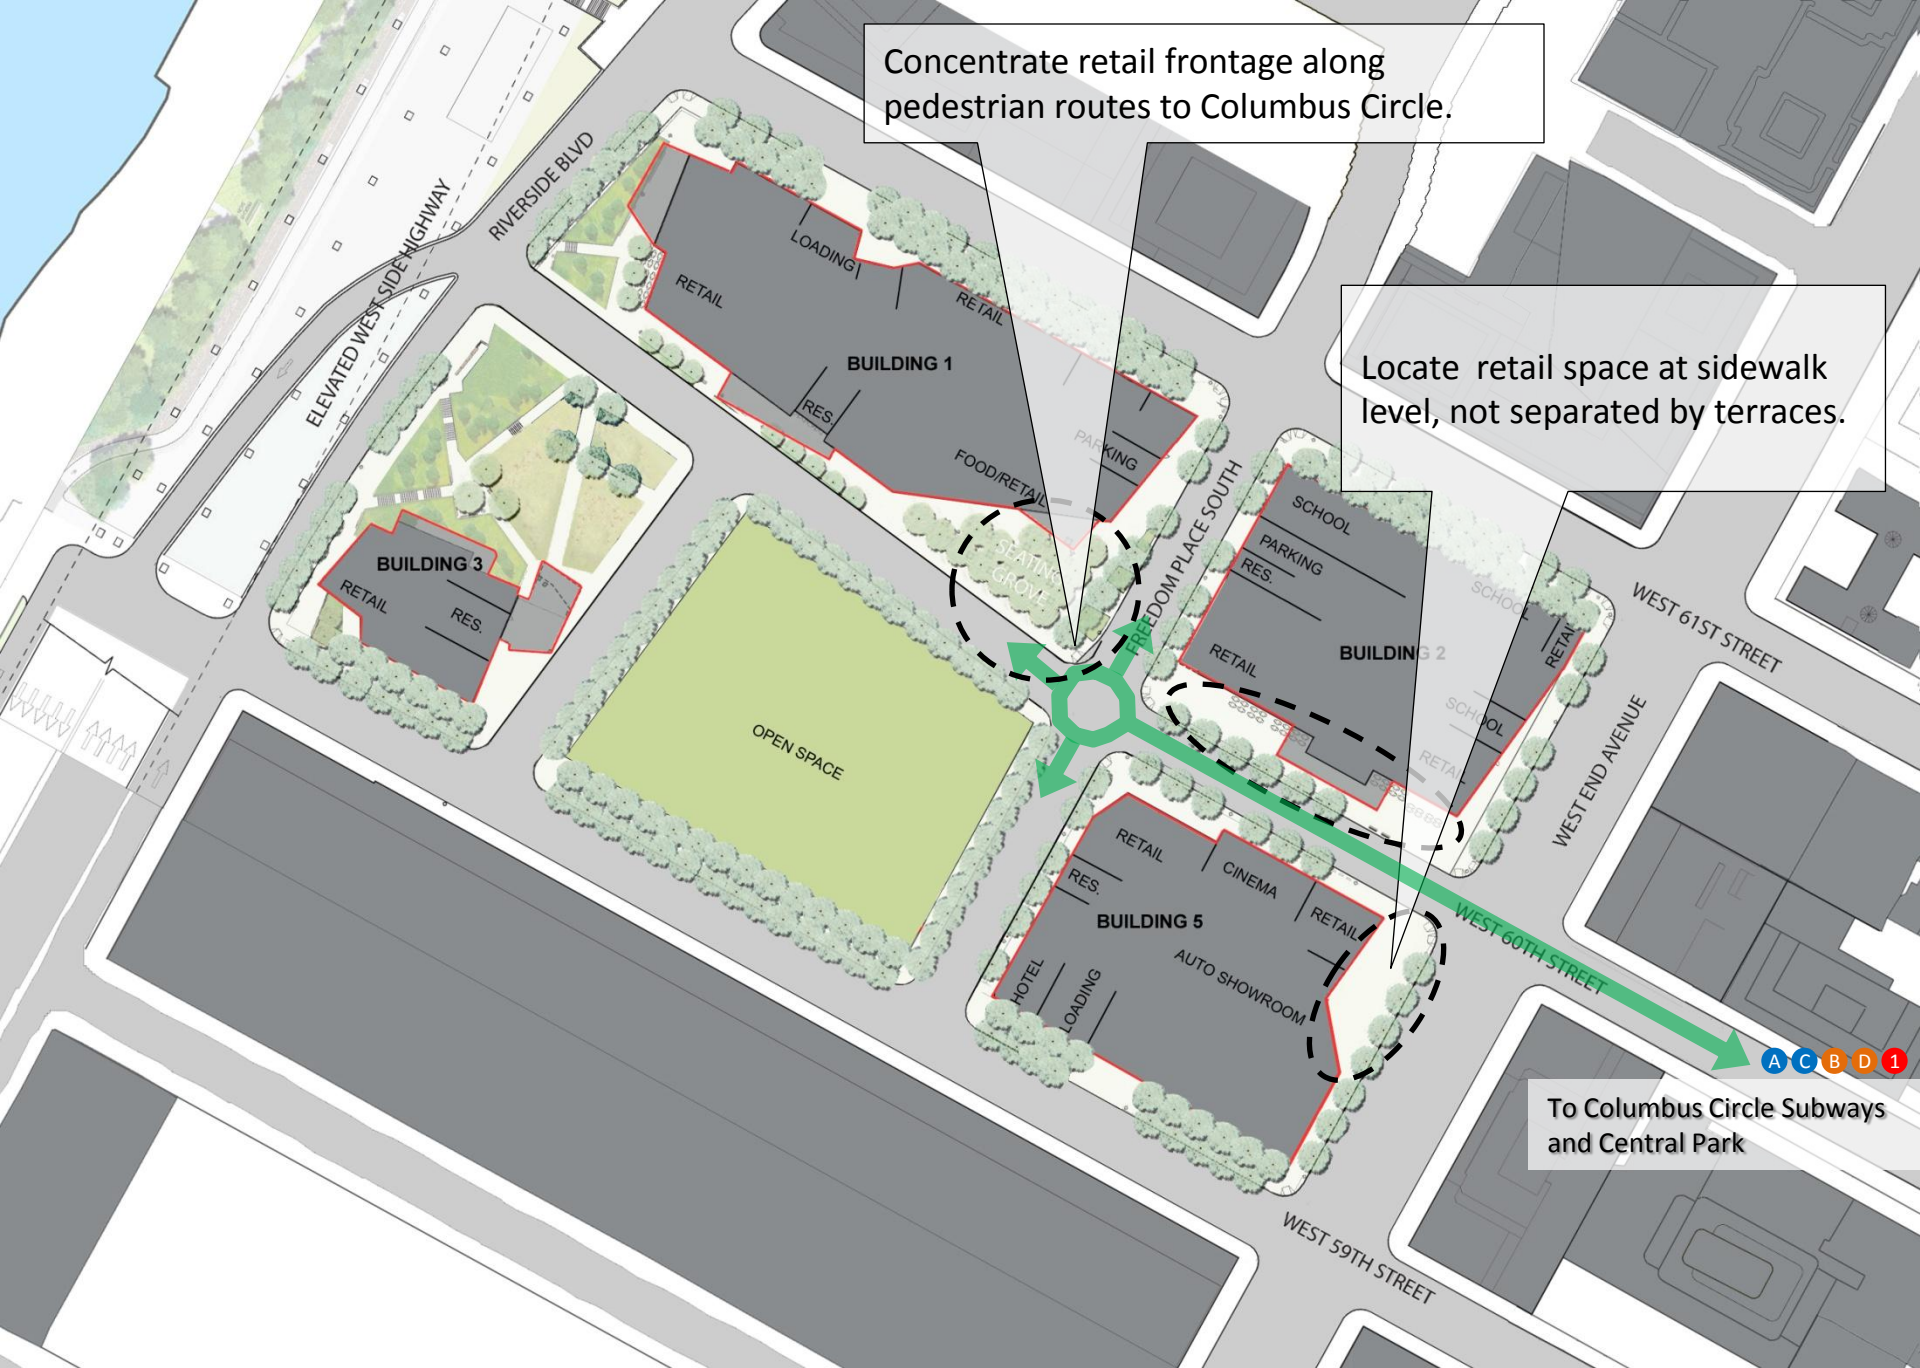 Concentrate retail frontage along
pedestrian routes to Columbus Circle.
Locate  retail space at sidewalk
level, not separated by terraces.
RIVERSIDE BLVD
ELEVATED WEST SIDE HIGHWAY
LOADING
RETAIL
RETAIL
BUILDING 1
RES.
PARKING
FOOD/RETAIL
SEATING
GROVE
FREEDOM PLACE SOUTH
SCHOOL
PARKING
RES.
SCHOOL
RETAIL
BUILDING 2
RETAIL
SCHOOL
RETAIL
WEST 61ST STREET
WEST END AVENUE
BUILDING 3
RETAIL
RES.
OPEN SPACE
RETAIL
CINEMA
RES.
RETAIL
BUILDING 5
AUTO SHOWROOM
HOTEL
LOADING
WEST 60TH STREET
A C B D 1
To Columbus Circle Subways
and Central Park
WEST 59TH STREET